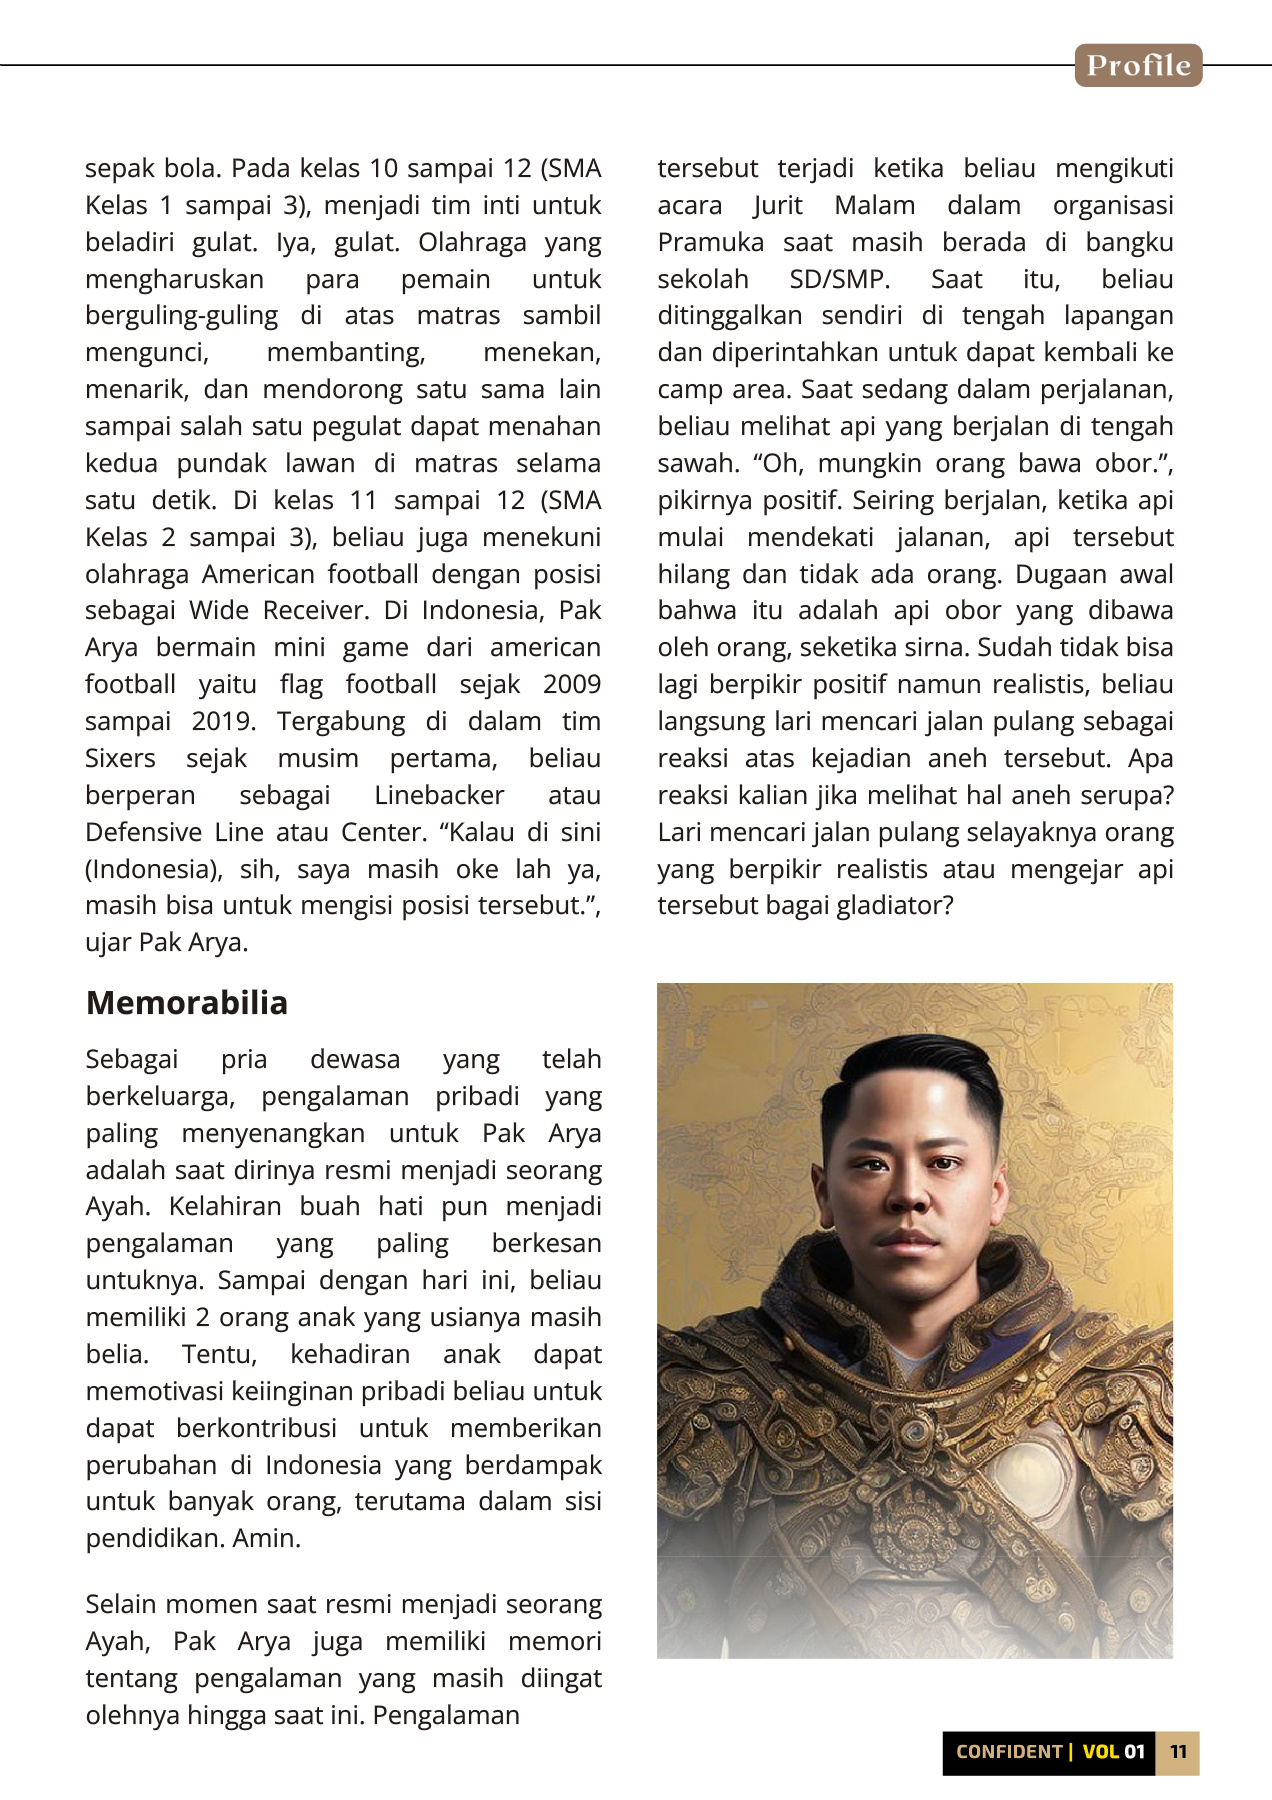 Profile
sepak bola. Pada kelas 10 sampai 12 (SMA
Kelas 1 sampai 3), menjadi tim inti untuk
beladiri gulat. Iya, gulat. Olahraga yang
mengharuskan para pemain untuk
berguling-guling di atas matras sambil
mengunci, membanting, menekan,
menarik, dan mendorong satu sama lain
sampai salah satu pegulat dapat menahan
kedua pundak lawan di matras selama
satu detik. Di kelas 11 sampai 12 (SMA
Kelas 2 sampai 3), beliau juga menekuni
olahraga American football dengan posisi
sebagai Wide Receiver. Di Indonesia, Pak
Arya bermain mini game dari american
football yaitu flag football sejak 2009
sampai 2019. Tergabung di dalam tim
Sixers sejak musim pertama, beliau
berperan sebagai Linebacker atau
Defensive Line atau Center. “Kalau di sini
(Indonesia), sih, saya masih oke lah ya,
masih bisa untuk mengisi posisi tersebut.”,
ujar Pak Arya.
Memorabilia
Sebagai pria dewasa yang telah
berkeluarga, pengalaman pribadi yang
paling menyenangkan untuk Pak Arya
adalah saat dirinya resmi menjadi seorang
Ayah. Kelahiran buah hati pun menjadi
pengalaman yang paling berkesan
untuknya. Sampai dengan hari ini, beliau
memiliki 2 orang anak yang usianya masih
belia. Tentu, kehadiran anak dapat
memotivasi keiinginan pribadi beliau untuk
dapat berkontribusi untuk memberikan
perubahan di Indonesia yang berdampak
untuk banyak orang, terutama dalam sisi
pendidikan. Amin.
Selain momen saat resmi menjadi seorang
Ayah, Pak Arya juga memiliki memori
tentang pengalaman yang masih diingat
olehnya hingga saat ini. Pengalaman
tersebut terjadi ketika beliau mengikuti
acara Jurit Malam dalam organisasi
Pramuka saat masih berada di bangku
sekolah SD/SMP. Saat itu, beliau
ditinggalkan sendiri di tengah lapangan
dan diperintahkan untuk dapat kembali ke
camp area. Saat sedang dalam perjalanan,
beliau melihat api yang berjalan di tengah
sawah. “Oh, mungkin orang bawa obor.”,
pikirnya positif. Seiring berjalan, ketika api
mulai mendekati jalanan, api tersebut
hilang dan tidak ada orang. Dugaan awal
bahwa itu adalah api obor yang dibawa
oleh orang, seketika sirna. Sudah tidak bisa
lagi berpikir positif namun realistis, beliau
langsung lari mencari jalan pulang sebagai
reaksi atas kejadian aneh tersebut. Apa
reaksi kalian jika melihat hal aneh serupa?
Lari mencari jalan pulang selayaknya orang
yang berpikir realistis atau mengejar api
tersebut bagai gladiator?
CONFIDENT | VOL 01 11